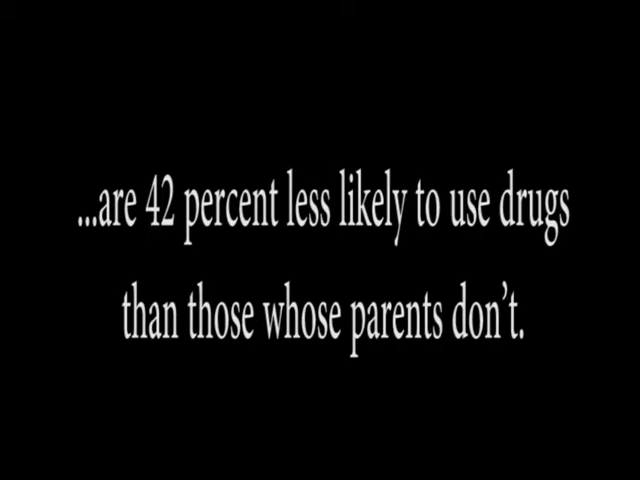 ...are 42 percent less likely to use drugs
than those whose parents don’t.